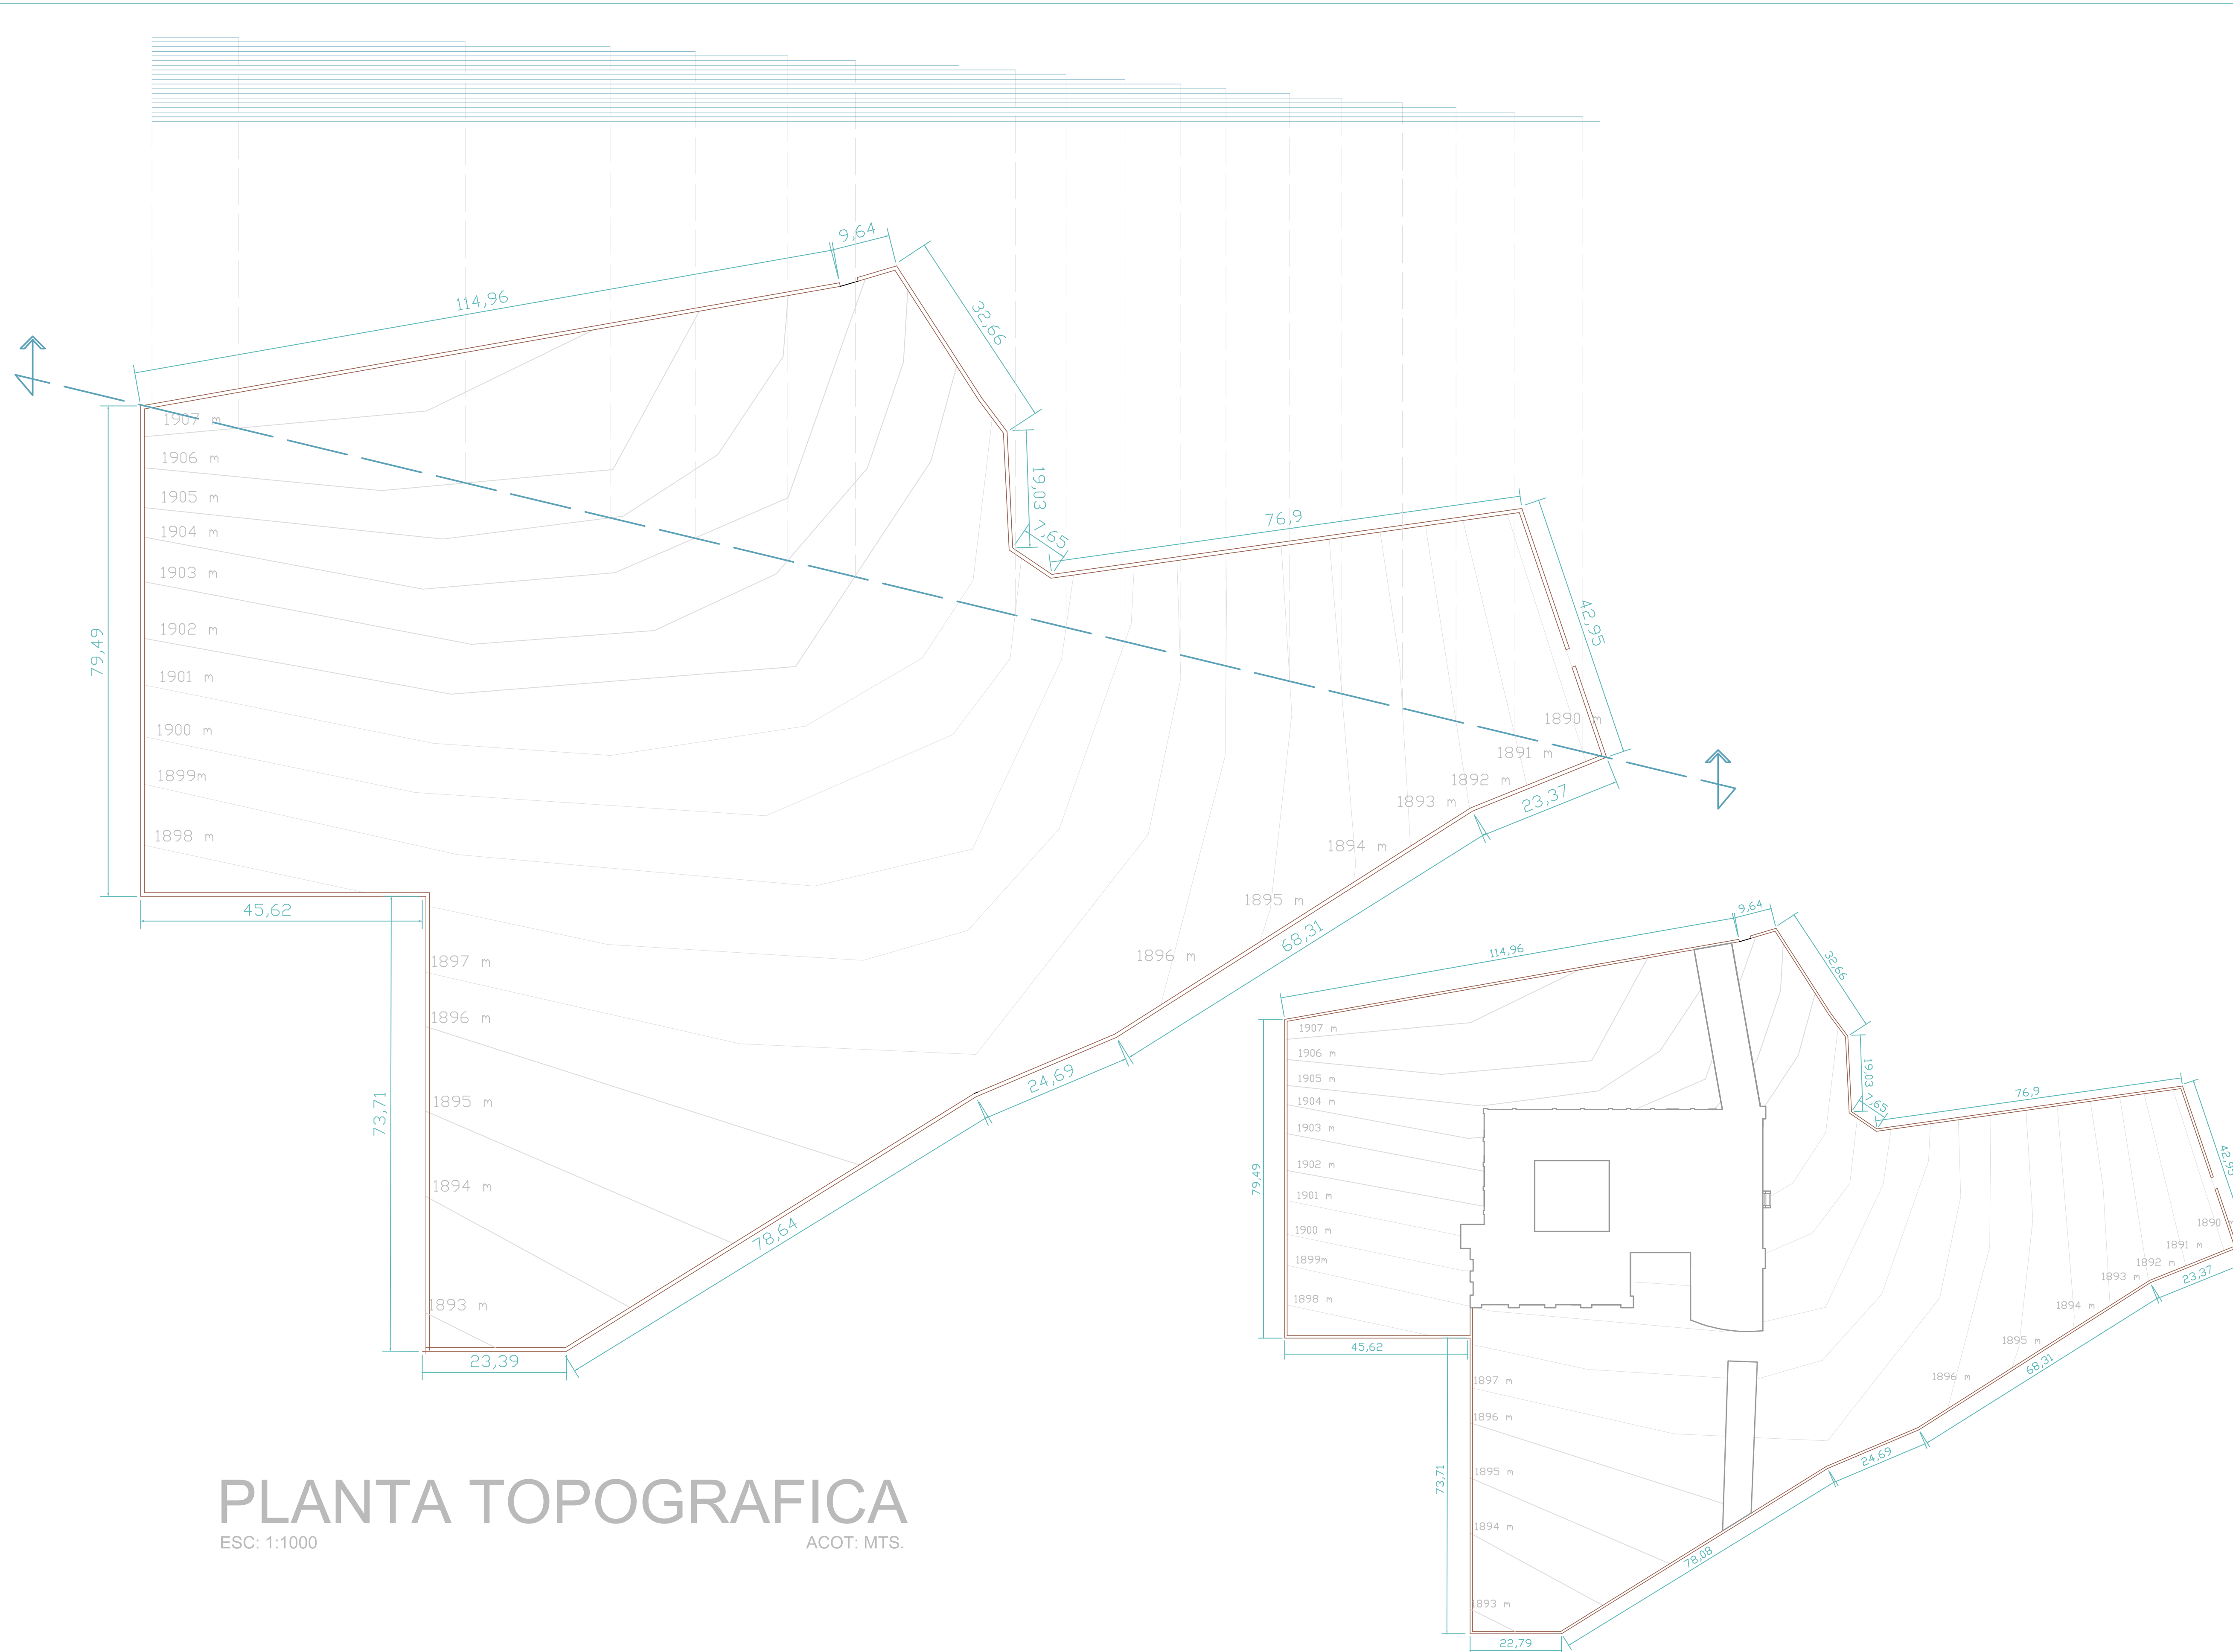 9,64
114,96
32,66
1907 m
1906 m
1905 m
1904 m
1903 m
1902 m
1901 m
1900 m
1899m
1898 m
79,49
19,03
7,65
76,9
42,95
1890 m
1891 m
1892 m
1893 m
1894 m
1895 m
1896 m
23,37
68,31
45,62
1897 m
1896 m
1895 m
1894 m
1893 m
73,71
24,69
78,64
23,39
9,64
114,96
32,66
1907 m
1906 m
1905 m
1904 m
1903 m
1902 m
1901 m
1900 m
1899m
1898 m
79,49
19,03
7,65
76,9
42,95
1890 m
1891 m
1892 m
1893 m
1894 m
1895 m
1896 m
23,37
68,31
45,62
1897 m
1896 m
1895 m
1894 m
1893 m
73,71
24,69
78,08
22,79
PLANTA TOPOGRAFICA
ESC: 1:1000
ACOT: MTS.